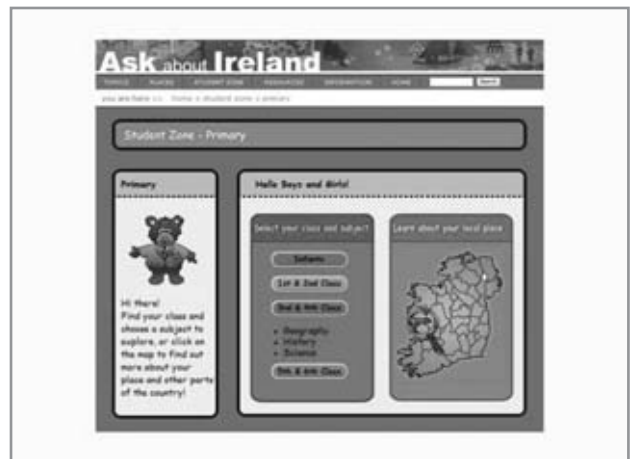 Ask about Ireland
TOPICS PLACES STUDENT ZONE RESOURCES INFORMATION HOME Search
you are here >> home > student zone > primary
Student Zone - Primary
Primary
Hi there!
Find your class and
choose a subject to
explore, or click on
the map to find out
more about your
place and other parts
of the country!
Hello Boys and Girls!
Select your class and subject
Infants
1st & 2nd Class
3rd & 4th Class
Geography
History
Science
5th & 6th Class
Learn about your local place